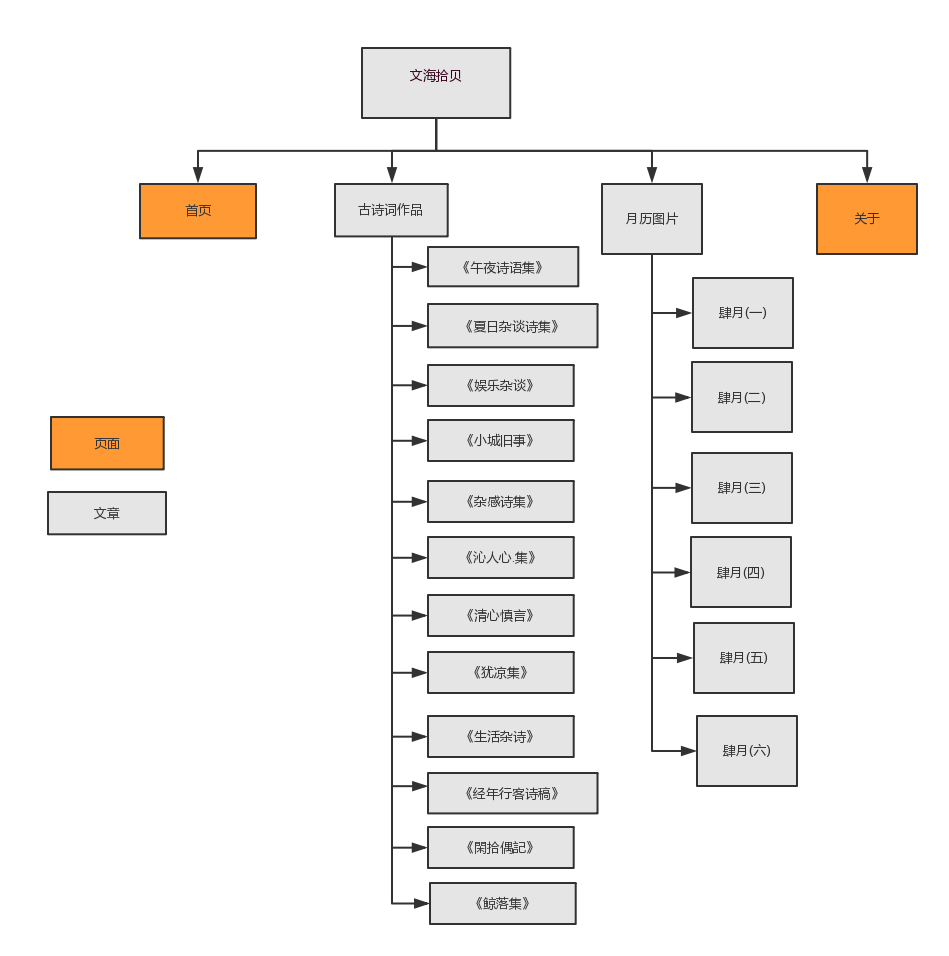 文海拾贝
首页
古诗词作品
月历图片
关于
《午夜诗语集》
《夏日杂谈诗集》
《娱乐杂谈》
《小城旧事》
《杂感诗集》
《沁人心.集》
《清心慎言》
《犹凉集》
《生活杂诗》
《经年行客诗稿》
《閑拾偶記》
《鲸落集》
肆月(一)
肆月(二)
肆月(三)
肆月(四)
肆月(五)
肆月(六)
页面
文章